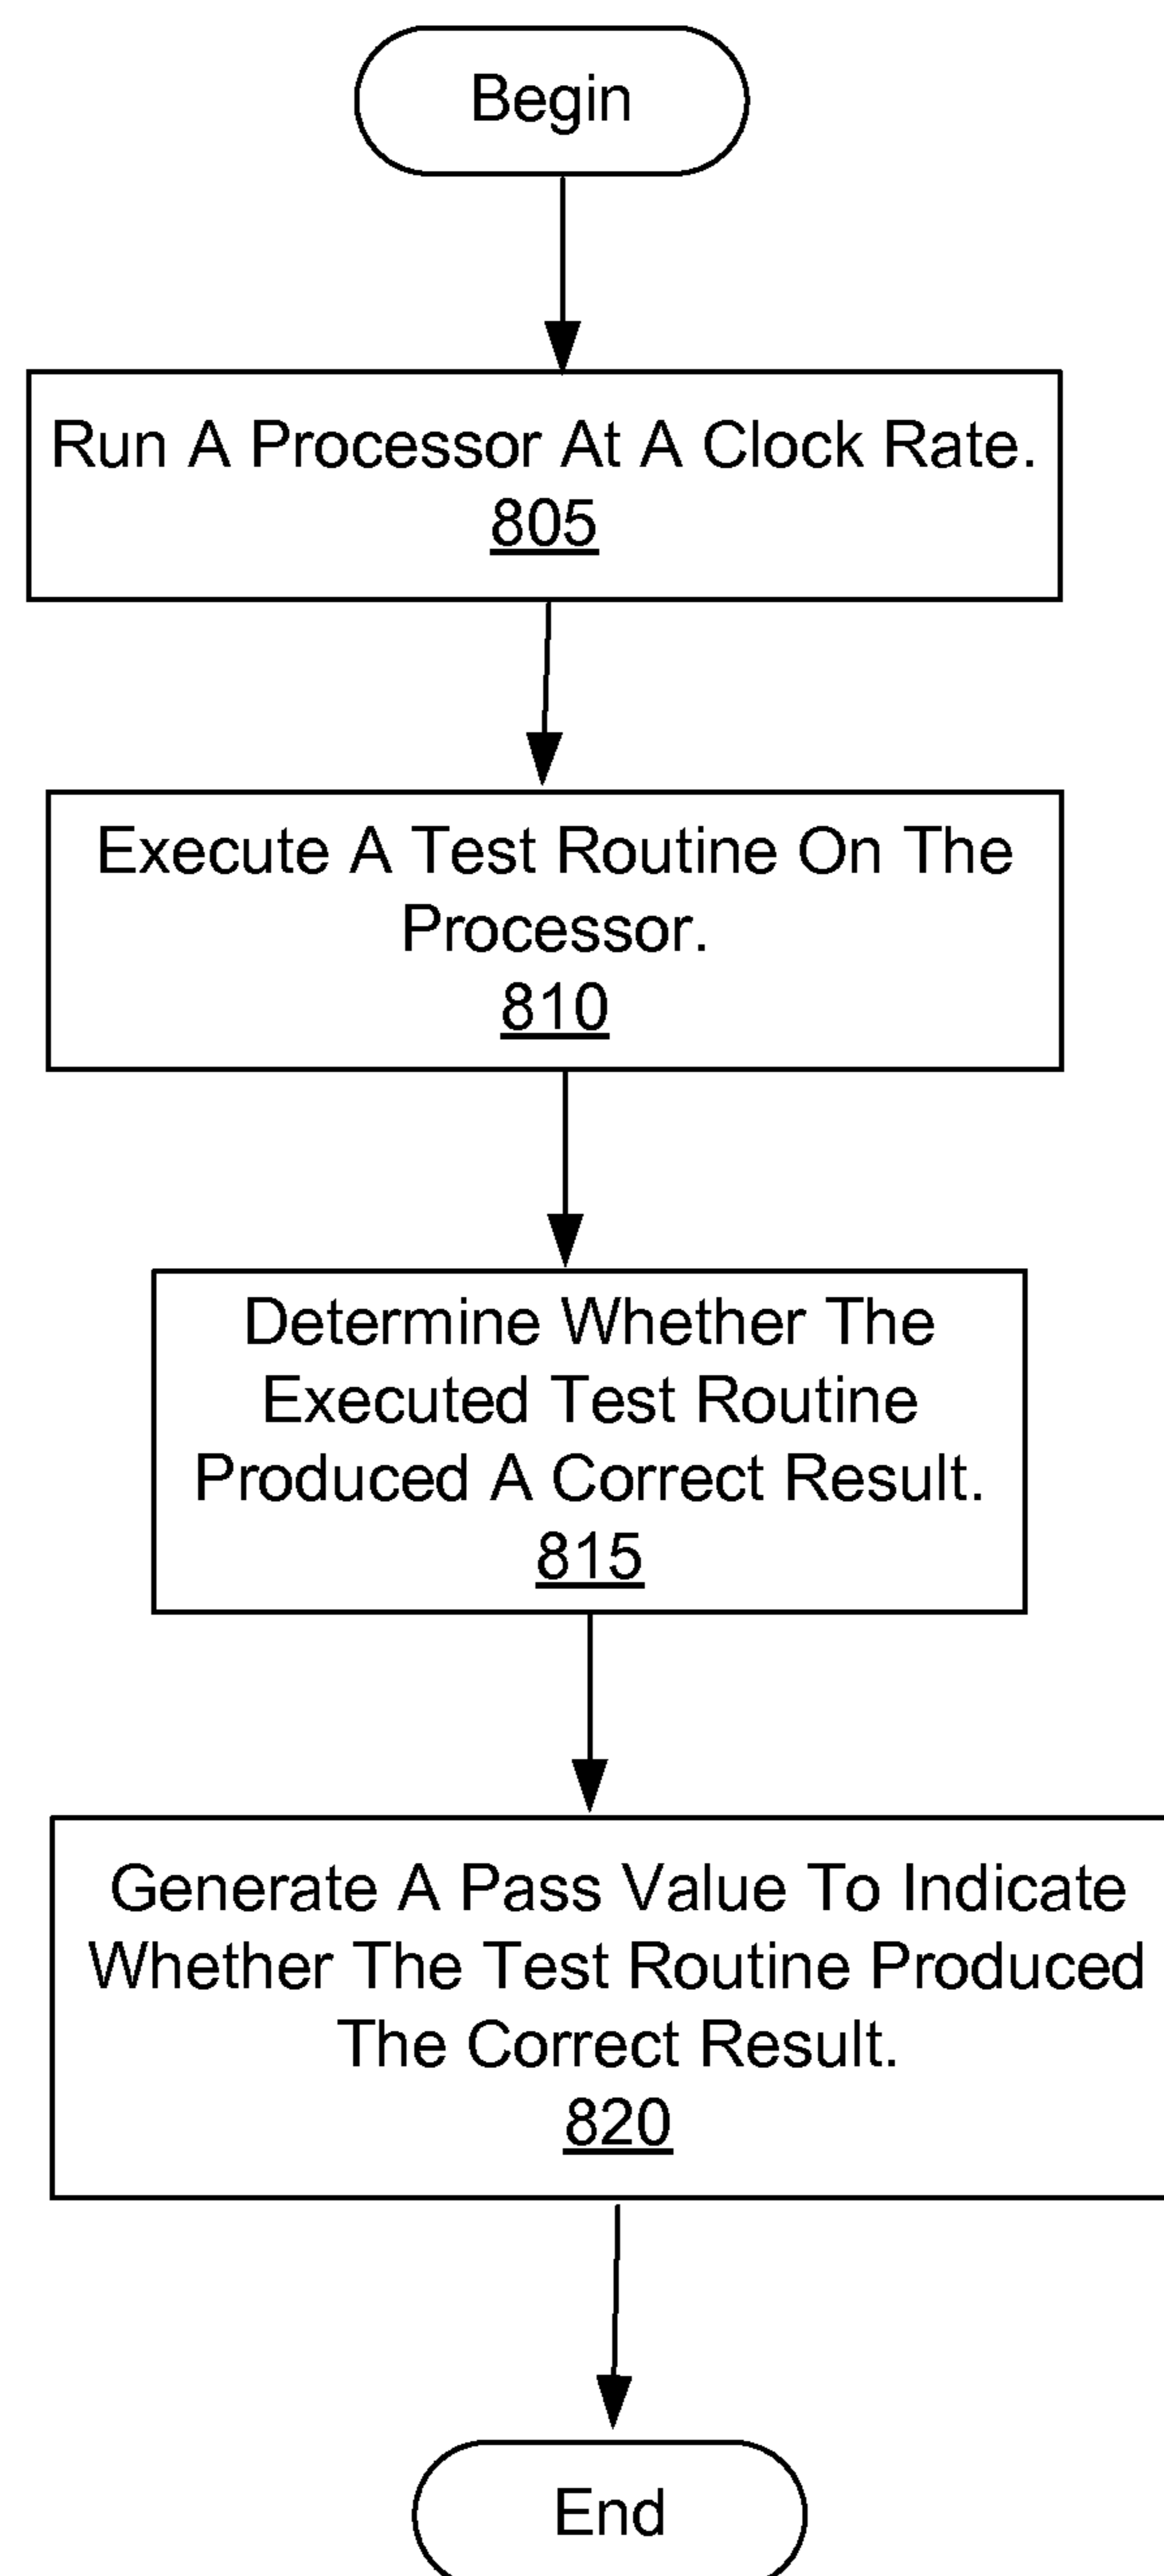 Begin
Run A Processor At A Clock Rate.
805
Execute A Test Routine On The
Processor.
810
Determine Whether The
Executed Test Routine
Produced A Correct Result.
815
Generate A Pass Value To Indicate
Whether The Test Routine Produced
The Correct Result.
820
End